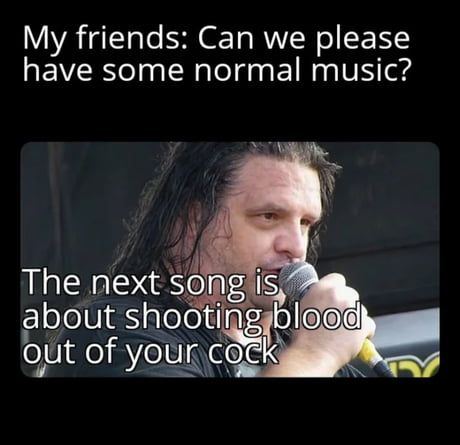 My friends: Can we please
have some normal music?
The next song is
about shooting blood
out of your cock